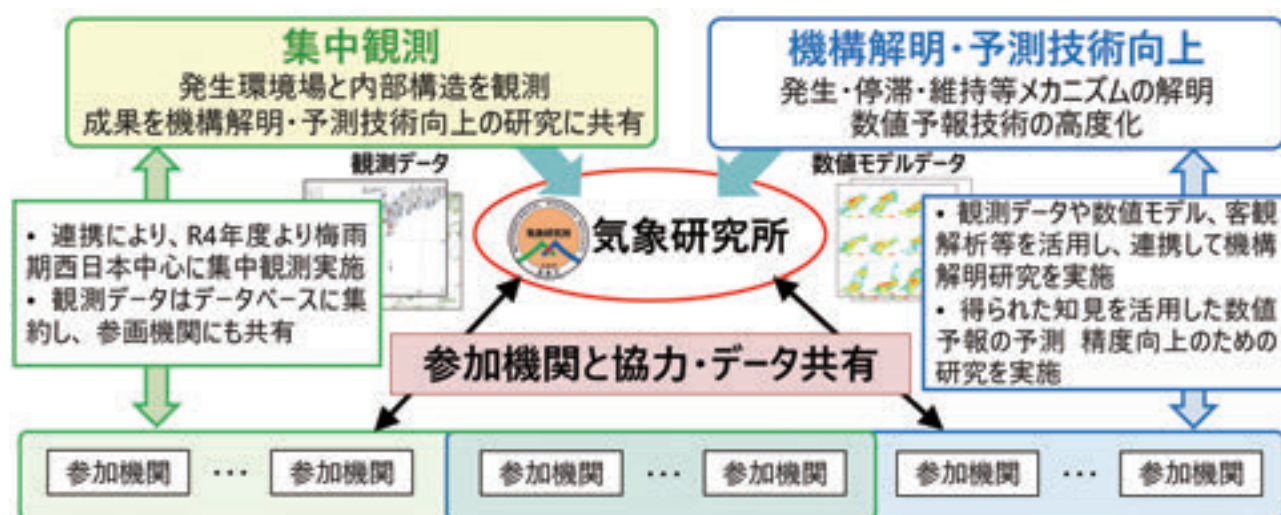 集中観測
発生環境場と内部構造を観測
成果を機構解明・予測技術向上の研究に共有
機構解明・予測技術向上
発生・停滞・維持等メカニズムの解明
数値予報技術の高度化
観測データ
数値モデルデータ
気象研究所
気象研究所
• 連携により、R4年度より梅雨
期西日本中心に集中観測実施
• 観測データはデータベースに集
約し、参画機関にも共有
• 観測データや数値モデル、客観
解析等を活用し、連携して機構
解明研究を実施
• 得られた知見を活用した数値
予報の予測 精度向上のための
研究を実施
参加機関と協力・データ共有
参加機関 … 参加機関
参加機関 … 参加機関
参加機関 … 参加機関